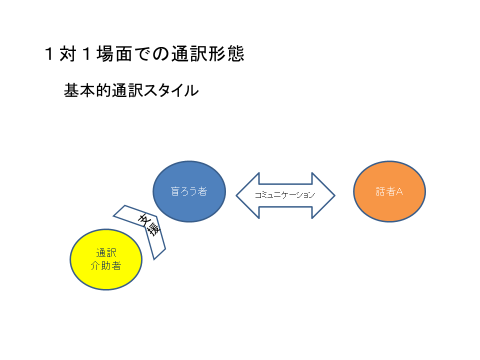 １対１場面での通訳形態
基本的通訳スタイル
盲ろう者
コミュニケーション
話者A
支援
通訳
介助者